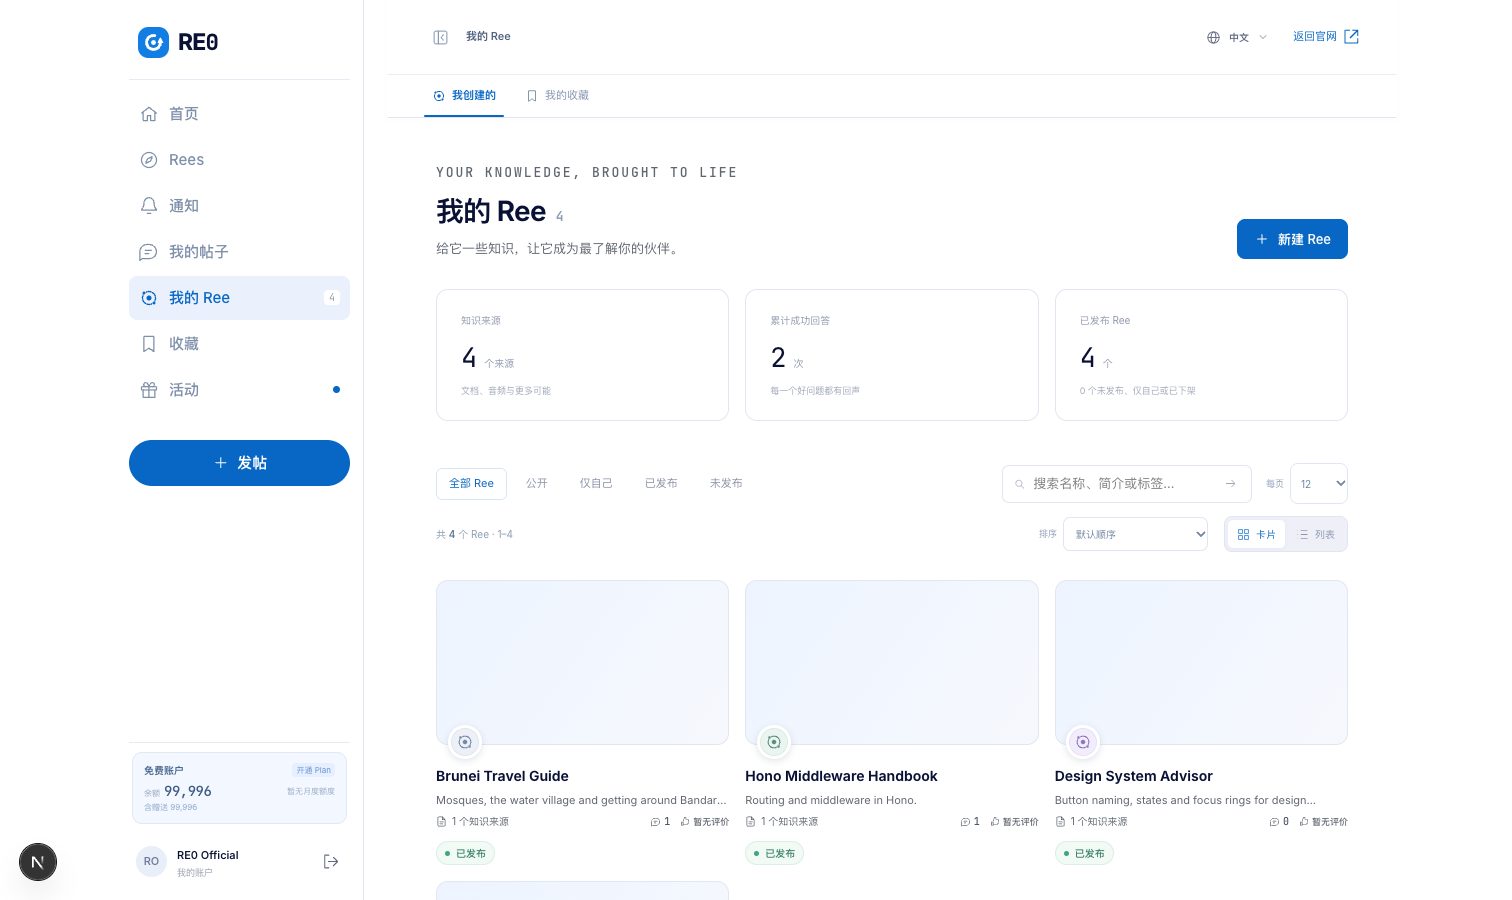 RE0
首页
Rees
通知
我的帖子
我的 Ree
4
收藏
活动
发帖
免费账户
开通 Plan
余额 99,996
暂无月度额度
含赠送 99,996
RO
RE0 Official
我的账户
N
我的 Ree
中文
返回官网
我创建的
我的收藏
YOUR KNOWLEDGE, BROUGHT TO LIFE
我的 Ree 4
给它一些知识，让它成为最了解你的伙伴。
新建 Ree
知识来源
4 个来源
文档、音频与更多可能
累计成功回答
2 次
每一个好问题都有回声
已发布 Ree
4 个
0 个未发布、仅自己或已下架
全部 Ree
公开
仅自己
已发布
未发布
搜索名称、简介或标签...
每页
12
共 4 个 Ree · 1–4
排序
默认顺序
卡片
列表
Brunei Travel Guide
Mosques, the water village and getting around Bandar...
1 个知识来源
1
暂无评价
已发布
Hono Middleware Handbook
Routing and middleware in Hono.
1 个知识来源
1
暂无评价
已发布
Design System Advisor
Button naming, states and focus rings for design...
1 个知识来源
0
暂无评价
已发布